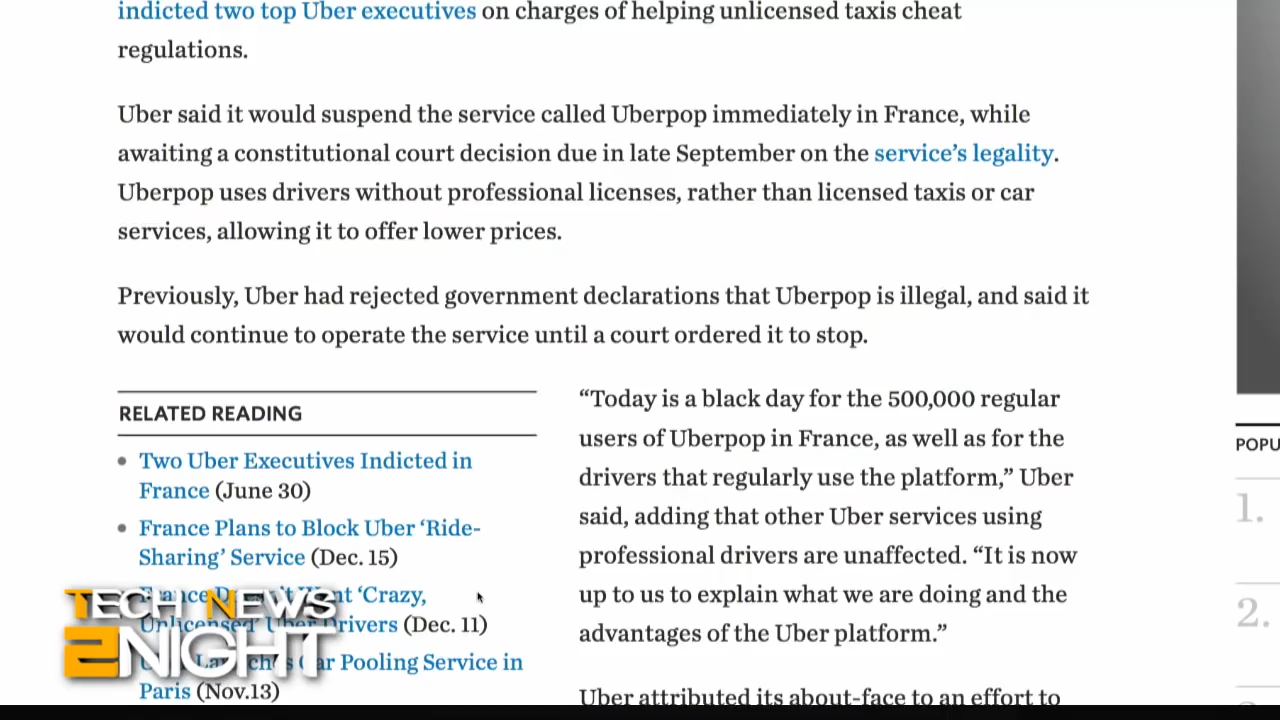 indicted two top Uber executives on charges of helping unlicensed taxis cheat
regulations.
Uber said it would suspend the service called Uberpop immediately in France, while
awaiting a constitutional court decision due in late September on the service’s legality.
Uberpop uses drivers without professional licenses, rather than licensed taxis or car
services, allowing it to offer lower prices.
Previously, Uber had rejected government declarations that Uberpop is illegal, and said it
would continue to operate the service until a court ordered it to stop.
RELATED READING
• Two Uber Executives Indicted in
France (June 30)
• France Plans to Block Uber ‘Ride-
Sharing’ Service (Dec. 15)
‘Crazy,
Unlicensed’ Uber Drivers (Dec. 11)
Car Pooling Service in
Paris (Nov.13)
“Today is a black day for the 500,000 regular
users of Uberpop in France, as well as for the
drivers that regularly use the platform,” Uber
said, adding that other Uber services using
professional drivers are unaffected. “It is now
up to us to explain what we are doing and the
advantages of the Uber platform.”
Uber attributed its about-face to an effort to
POPU
1.
2.
TECH NEWS
2NIGHT